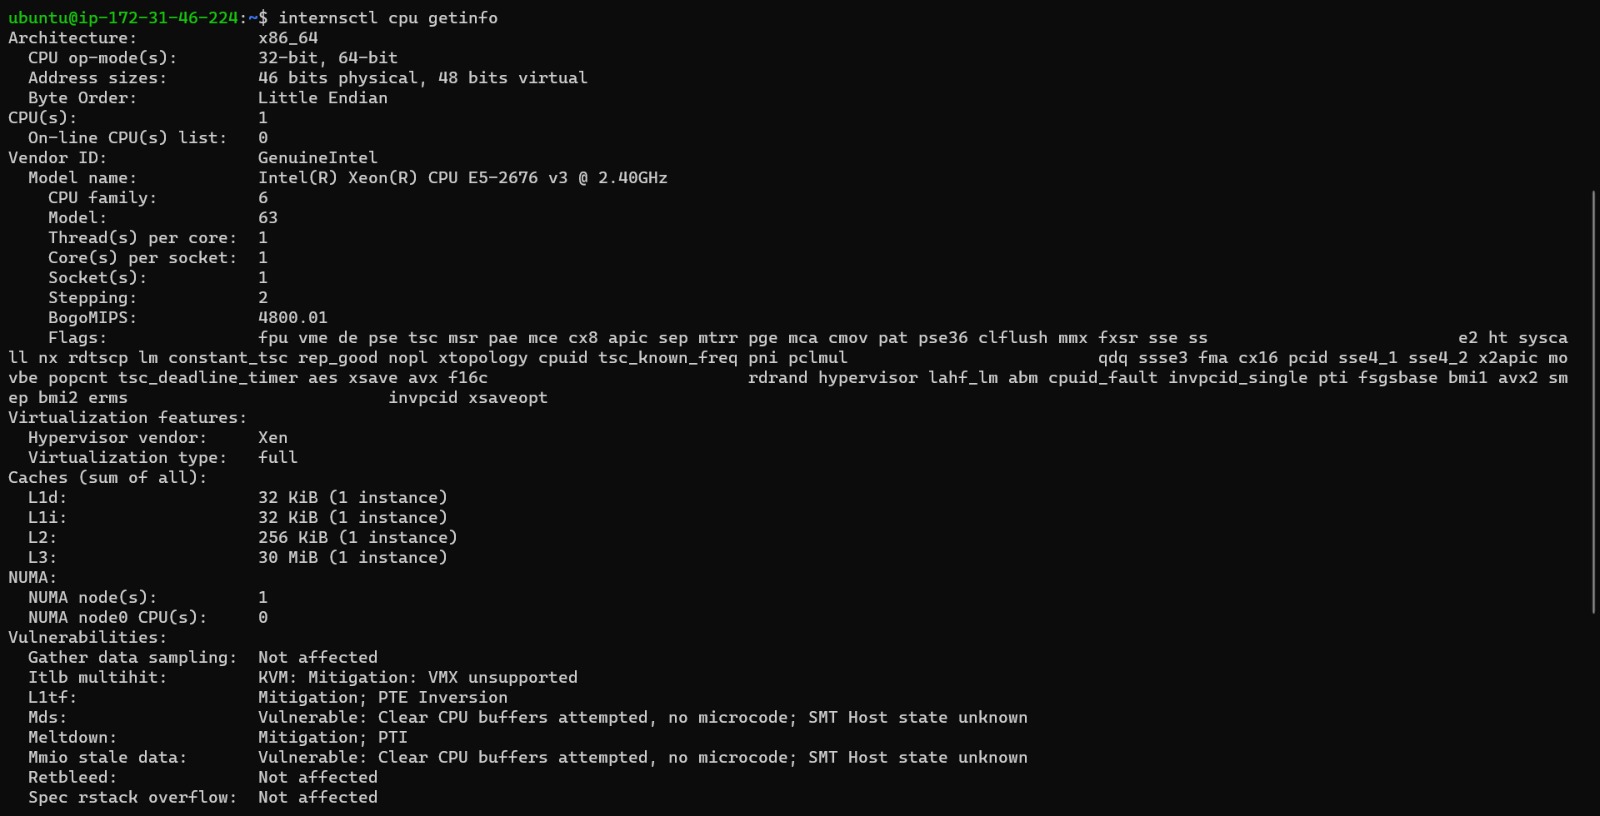 ubuntu@ip-172-31-46-224:~$ internsctl cpu getinfo
Architecture:            x86_64
  CPU op-mode(s):        32-bit, 64-bit
  Address sizes:         46 bits physical, 48 bits virtual
  Byte Order:            Little Endian
CPU(s):                  1
  On-line CPU(s) list:   0
Vendor ID:               GenuineIntel
  Model name:            Intel(R) Xeon(R) CPU E5-2676 v3 @ 2.40GHz
    CPU family:          6
    Model:               63
    Thread(s) per core:  1
    Core(s) per socket:  1
    Socket(s):           1
    Stepping:            2
    BogoMIPS:            4800.01
    Flags:               fpu vme de pse tsc msr pae mce cx8 apic sep mtrr pge mca cmov pat pse36 clflush mmx fxsr sse ss                         e2 ht sysca
ll nx rdtscp lm constant_tsc rep_good nopl xtopology cpuid tsc_known_freq pni pclmul                         qdq ssse3 fma cx16 pcid sse4_1 sse4_2 x2apic mo
vbe popcnt tsc_deadline_timer aes xsave avx f16c                          rdrand hypervisor lahf_lm abm cpuid_fault invpcid_single pti fsgsbase bmi1 avx2 sm
ep bmi2 erms                          invpcid xsaveopt
Virtualization features:
  Hypervisor vendor:     Xen
  Virtualization type:   full
Caches (sum of all):
  L1d:                   32 KiB (1 instance)
  L1i:                   32 KiB (1 instance)
  L2:                    256 KiB (1 instance)
  L3:                    30 MiB (1 instance)
NUMA:
  NUMA node(s):          1
  NUMA node0 CPU(s):     0
Vulnerabilities:
  Gather data sampling:  Not affected
  Itlb multihit:         KVM: Mitigation: VMX unsupported
  L1tf:                  Mitigation; PTE Inversion
  Mds:                   Vulnerable: Clear CPU buffers attempted, no microcode; SMT Host state unknown
  Meltdown:              Mitigation; PTI
  Mmio stale data:       Vulnerable: Clear CPU buffers attempted, no microcode; SMT Host state unknown
  Retbleed:              Not affected
  Spec rstack overflow:  Not affected